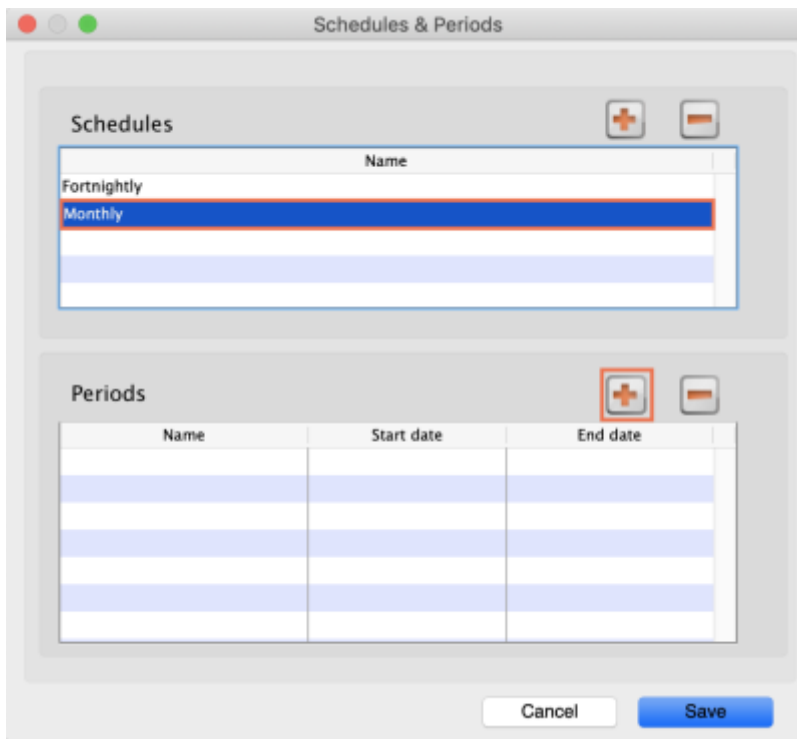 Schedules & Periods
Schedules
Name
Fortnightly
Monthly
Periods
Name Start date End date
Cancel Save